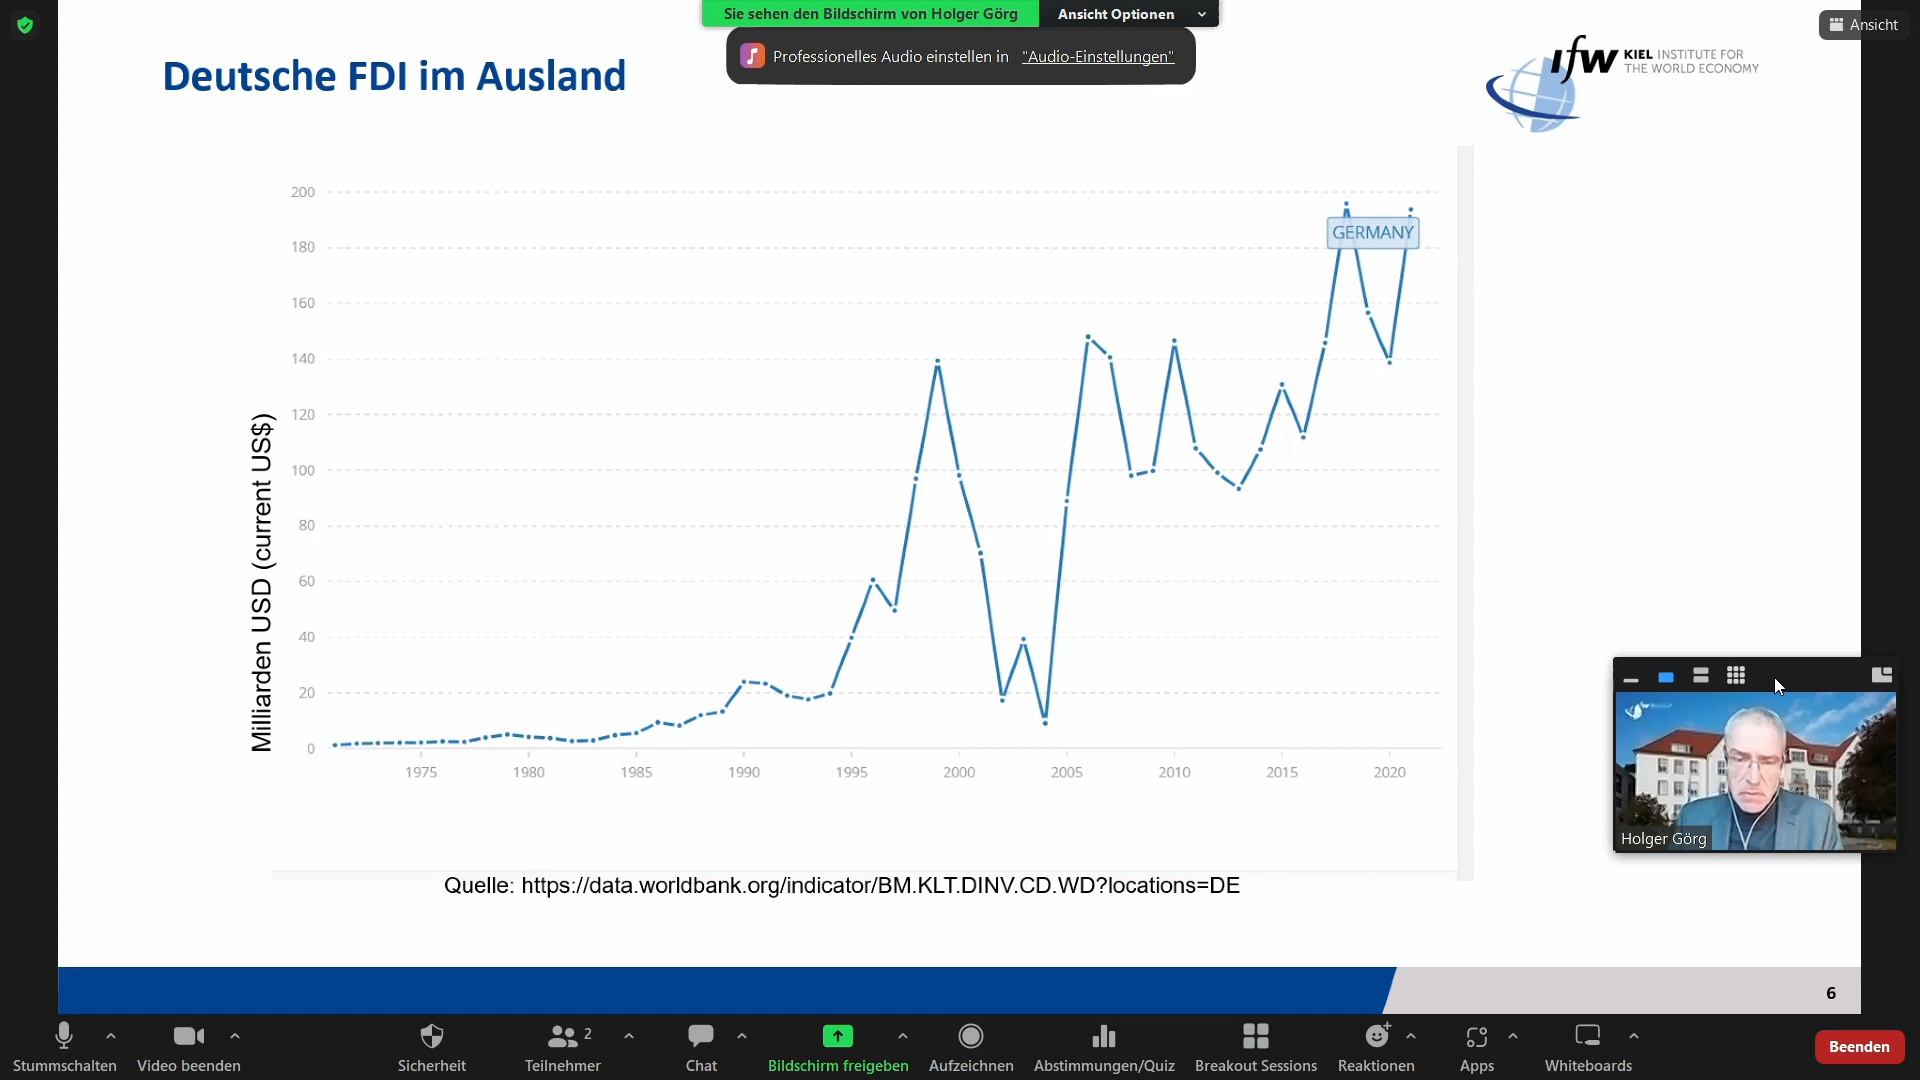 Sie sehen den Bildschirm von Holger Görg
Ansicht Optionen
Ansicht
Professionelles Audio einstellen in "Audio-Einstellungen"
Deutsche FDI im Ausland
ifw KIEL INSTITUTE FOR
THE WORLD ECONOMY
Milliarden USD (current US$)
200
180
160
140
120
100
80
60
40
20
0
GERMANY
1975
1980
1985
1990
1995
2000
2005
2010
2015
2020
Quelle: https://data.worldbank.org/indicator/BM.KLT.DINV.CD.WD?locations=DE
Holger Görg
6
2
Stummschalten
Video beenden
Sicherheit
Teilnehmer
Chat
Bildschirm freigeben
Aufzeichnen
Abstimmungen/Quiz
Breakout Sessions
Reaktionen
Apps
Whiteboards
Beenden